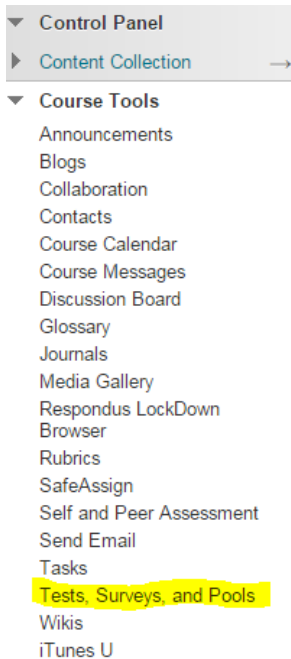 Control Panel
Content Collection
Course Tools
Announcements
Blogs
Collaboration
Contacts
Course Calendar
Course Messages
Discussion Board
Glossary
Journals
Media Gallery
Respondus LockDown
Browser
Rubrics
SafeAssign
Self and Peer Assessment
Send Email
Tasks
Tests, Surveys, and Pools
Wikis
iTunes U